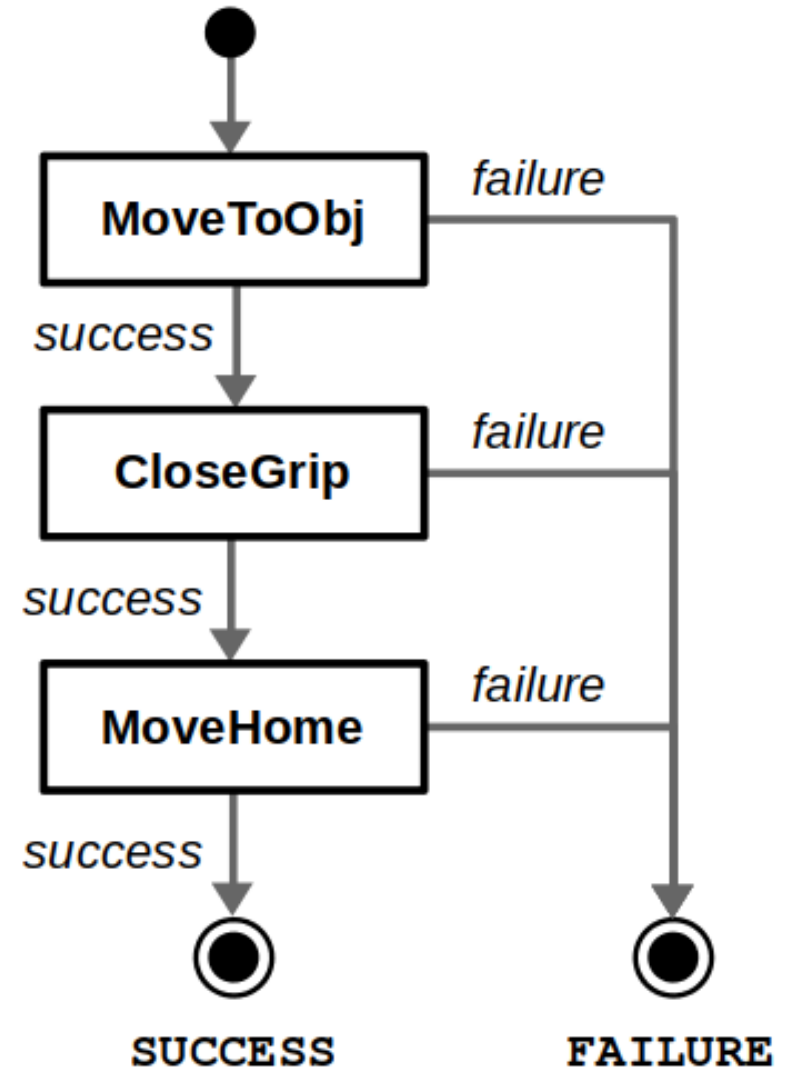 failure
MoveToObj
success
failure
CloseGrip
success
failure
MoveHome
success
SUCCESS FAILURE